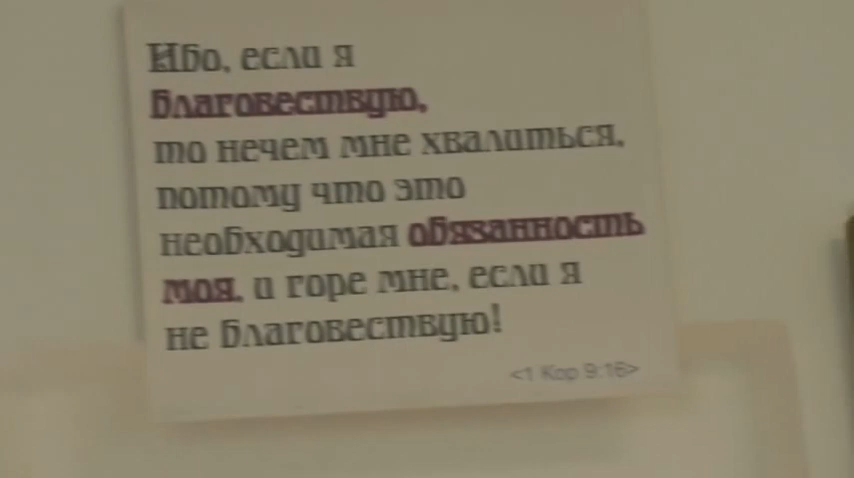 Ибо, если я
благовествую,
то нечем мне хвалиться,
потому что это
необходимая обязанность
моя, и горе мне, если я
не благовествую!
<1 Кор 9:16>